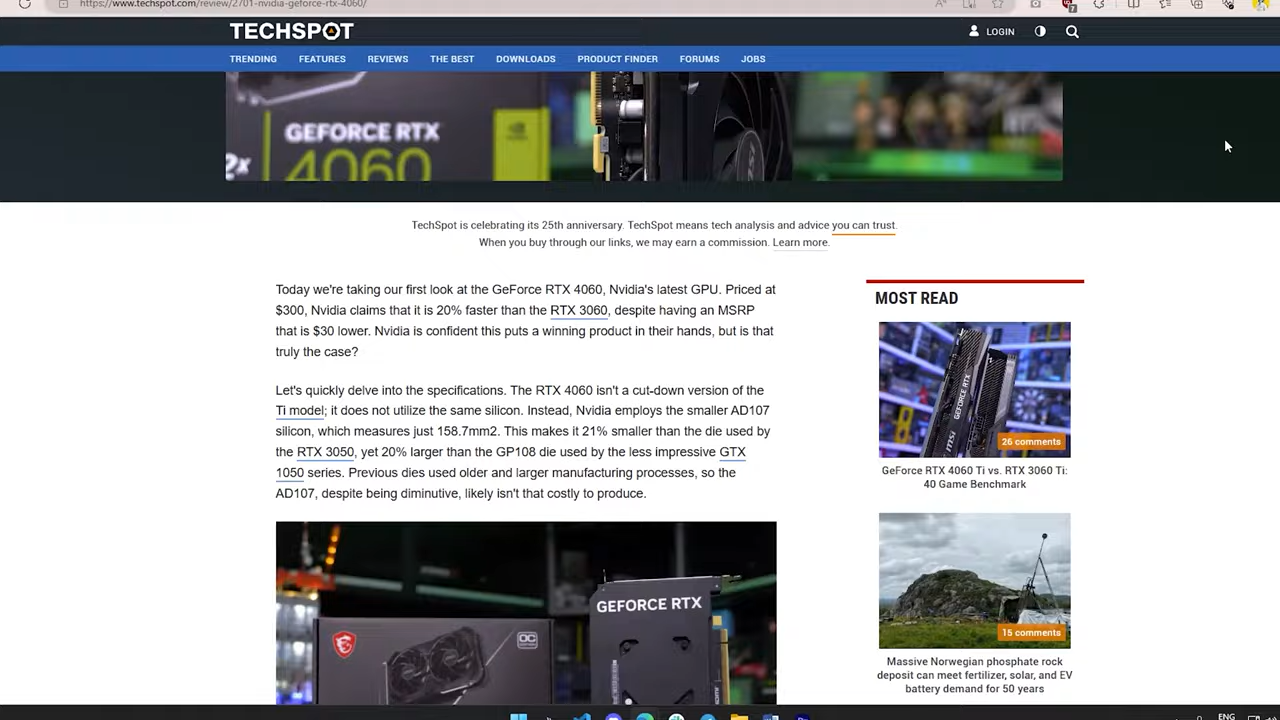 https://www.techspot.com/review/2701-nvidia-geforce-rtx-4060/
TECHSPOT
LOGIN
TRENDING FEATURES REVIEWS THE BEST DOWNLOADS PRODUCT FINDER FORUMS JOBS
GEFORCE RTX
4060
2x
TechSpot is celebrating its 25th anniversary. TechSpot means tech analysis and advice you can trust.
When you buy through our links, we may earn a commission. Learn more.
Today we're taking our first look at the GeForce RTX 4060, Nvidia's latest GPU. Priced at
$300, Nvidia claims that it is 20% faster than the RTX 3060, despite having an MSRP
that is $30 lower. Nvidia is confident this puts a winning product in their hands, but is that
truly the case?
Let's quickly delve into the specifications. The RTX 4060 isn't a cut-down version of the
Ti model; it does not utilize the same silicon. Instead, Nvidia employs the smaller AD107
silicon, which measures just 158.7mm2. This makes it 21% smaller than the die used by
the RTX 3050, yet 20% larger than the GP108 die used by the less impressive GTX
1050 series. Previous dies used older and larger manufacturing processes, so the
AD107, despite being diminutive, likely isn't that costly to produce.
GEFORCE RTX
OC
MOST READ
GEFORCE RTX
msi
26 comments
GeForce RTX 4060 Ti vs. RTX 3060 Ti:
40 Game Benchmark
15 comments
Massive Norwegian phosphate rock
deposit can meet fertilizer, solar, and EV
battery demand for 50 years
ENG